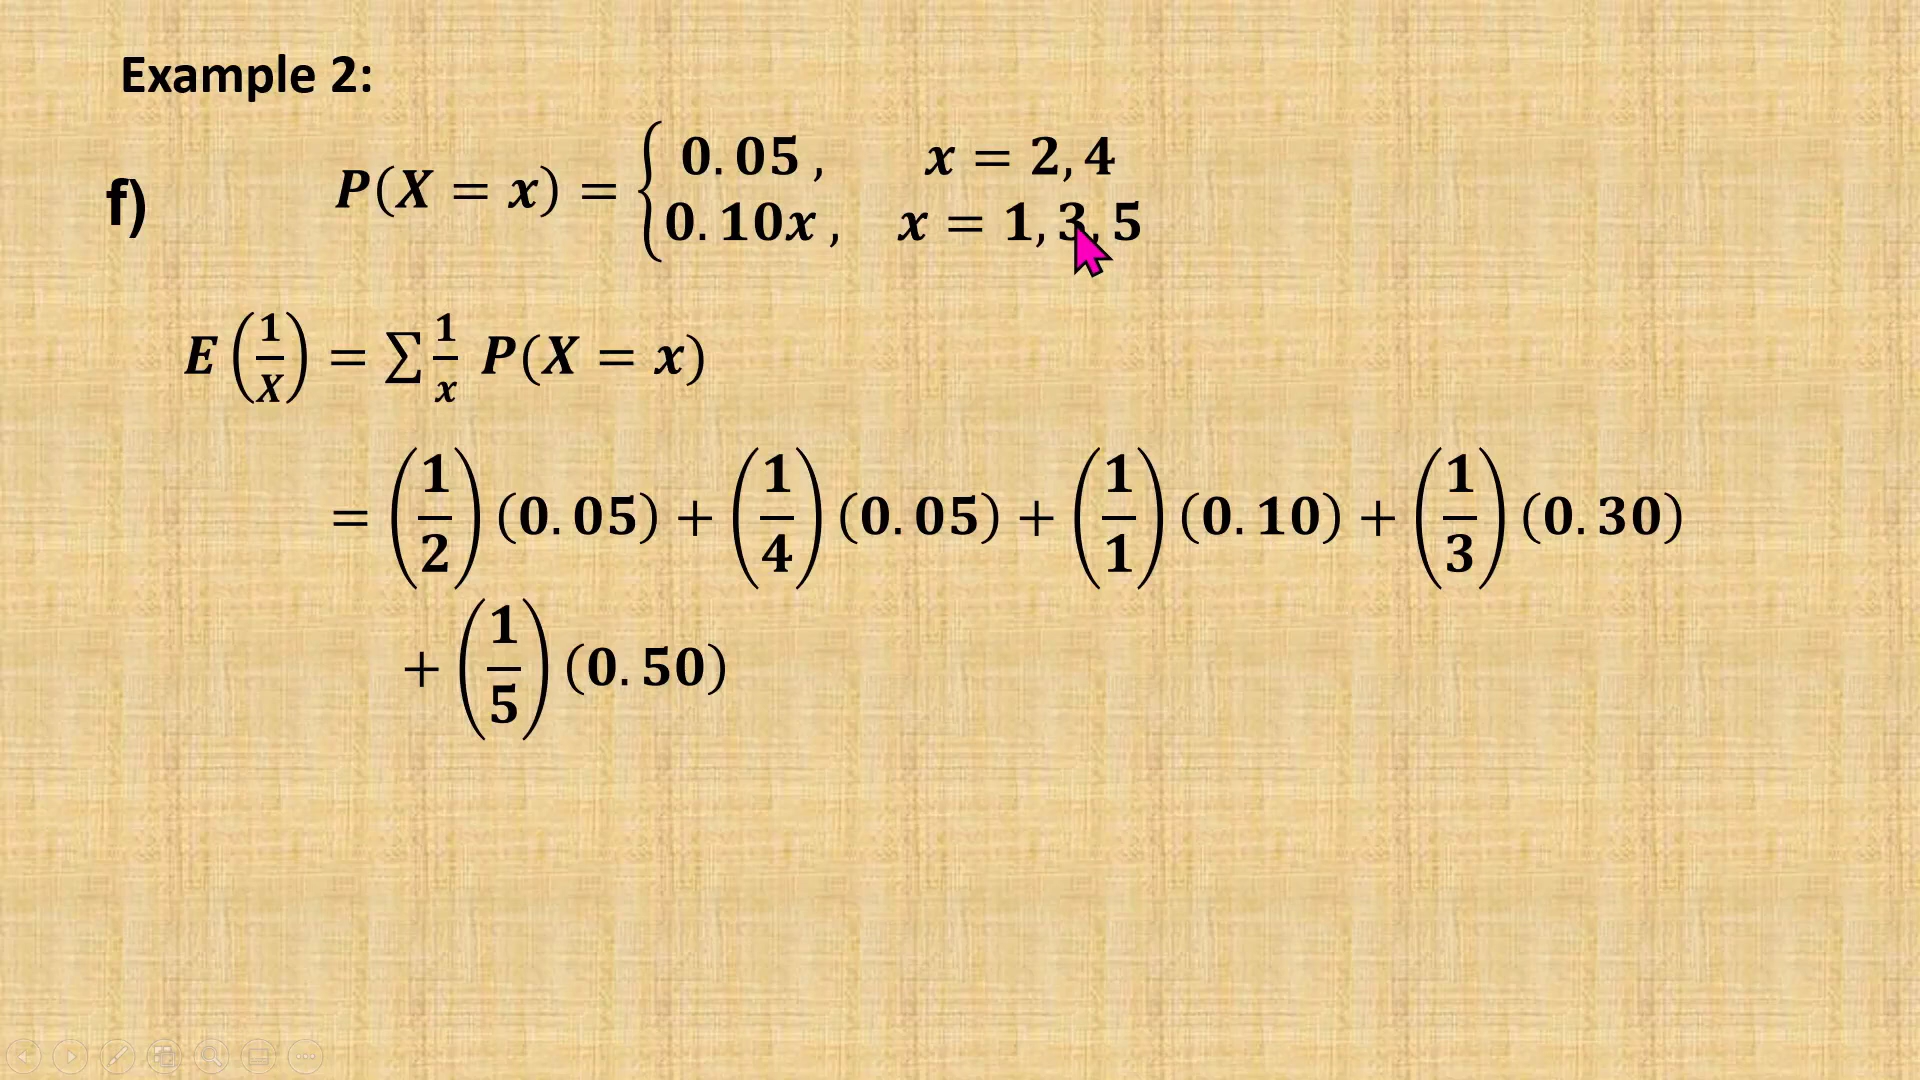 Example 2:
f) P(X = x) = { 0.05 , x = 2, 4
0.10x , x = 1, 3, 5
E(1/X) = ∑ 1/x P(X = x)
= (1/2)(0.05) + (1/4)(0.05) + (1/1)(0.10) + (1/3)(0.30)
+ (1/5)(0.50)